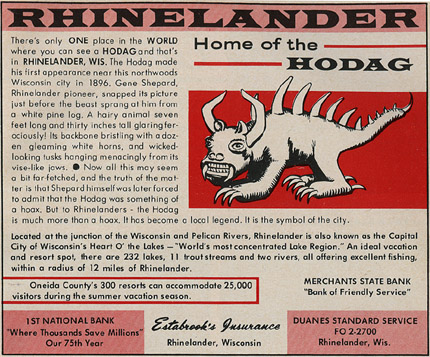 RHINELANDER
There's only ONE place in the WORLD
where you can see a HODAG and that's
in RHINELANDER, WIS. The Hodag made
his first appearance near this northwoods
Wisconsin city in 1896. Gene Shepard,
Rhinelander pioneer, snapped its picture
just before the beast sprang at him from
a white pine log. A hairy animal seven
feet long and thirty inches tall glaring fer-
ociously! Its backbone bristling with a doz-
en gleaming white horns, and wicked-
looking tusks hanging menacingly from its
vise-like jaws. ● Now all this may seem
a bit far-fetched, and the truth of the mat-
ter is that Shepard himself was later forced
to admit that the Hodag was something of
a hoax. But to Rhinelanders - the Hodag
is much more than a hoax. It has become a local legend. It is the symbol of the city.
Home of the
HODAG
Located at the junction of the Wisconsin and Pelican Rivers, Rhinelander is also known as the Capital
City of Wisconsin's Heart O' the Lakes — "World's most concentrated Lake Region." An ideal vacation
and resort spot, there are 232 lakes, 11 trout streams and two rivers, all offering excellent fishing,
within a radius of 12 miles of Rhinelander.
Oneida County's 300 resorts can accommodate 25,000
visitors during the summer vacation season.
MERCHANTS STATE BANK
"Bank of Friendly Service"
1ST NATIONAL BANK
"Where Thousands Save Millions"
Our 75th Year
Estabrook's Insurance
Rhinelander, Wisconsin
DUANES STANDARD SERVICE
FO 2-2700
Rhinelander, Wis.